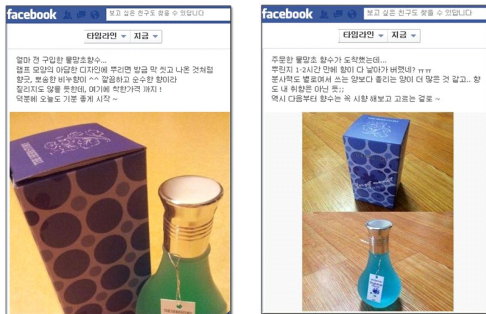 facebook
보고 싶은 친구도 찾을 수 있답니다
타임라인 지금
얼마 전 구입한 물망초향수...
램프 모양의 아담한 디자인에 뿌리면 방금 막 씻고 나온 것처럼
향긋, 뽀송한 비누향이 ^^ 깔끔하고 순수한 향이라
질리지도 않을 듯한데, 여기에 착한가격 까지 !
덕분에 오늘도 기분 좋게 시작 ~
facebook
보고 싶은 친구도 찾을 수 있답니다
타임라인 지금
주문한 물망초 향수가 도착했는데...
뿌린지 1-2시간 만에 향이 다 날아가 버렸네? ㅠㅠ
분사력도 별로여서 쓰는 양보다 흘리는 양이 더 많은 것 같고.. 향
도 내 취향은 아닌 듯;;
역시 다음부터 향수는 꼭 시향 해보고 고르는 걸로 ~